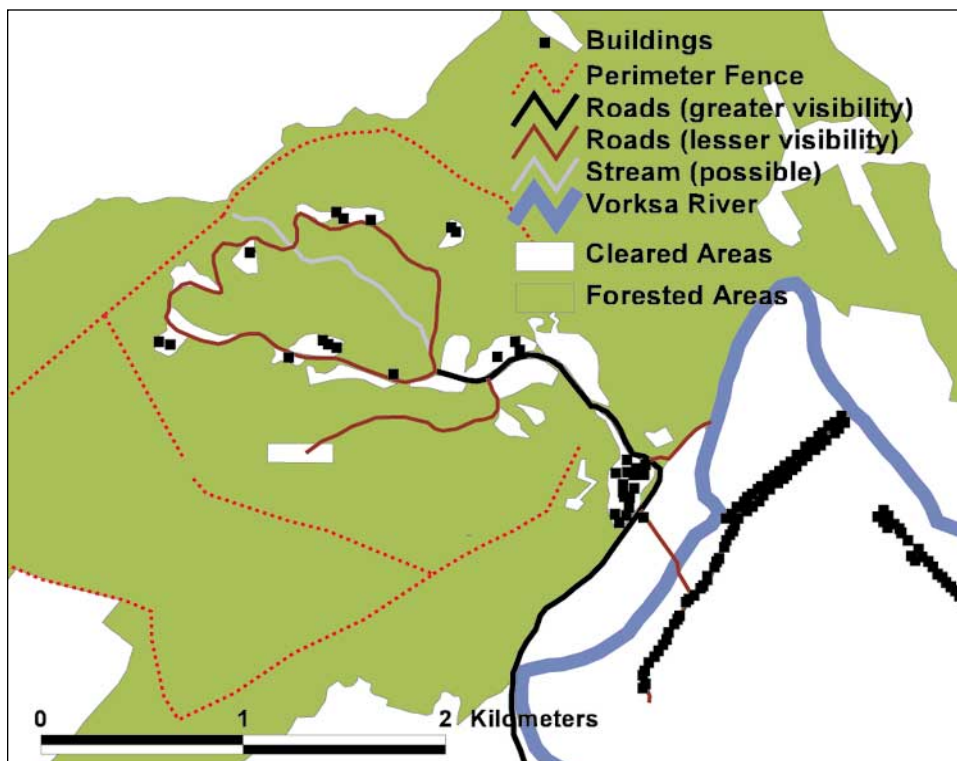 Buildings
Perimeter Fence
Roads (greater visibility)
Roads (lesser visibility)
Stream (possible)
Vorksa River
Cleared Areas
Forested Areas
0 1 2 Kilometers